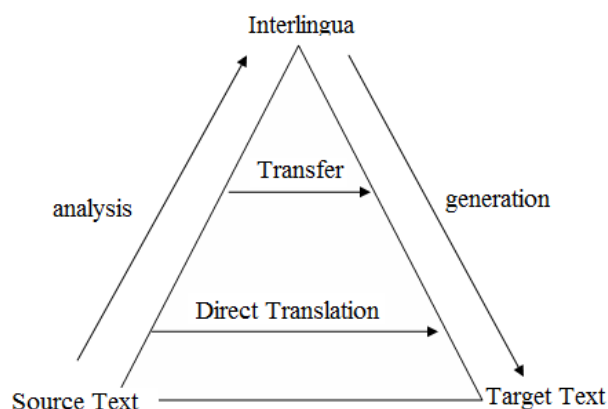 Interlingua
Transfer
analysis
generation
Direct Translation
Source Text
Target Text